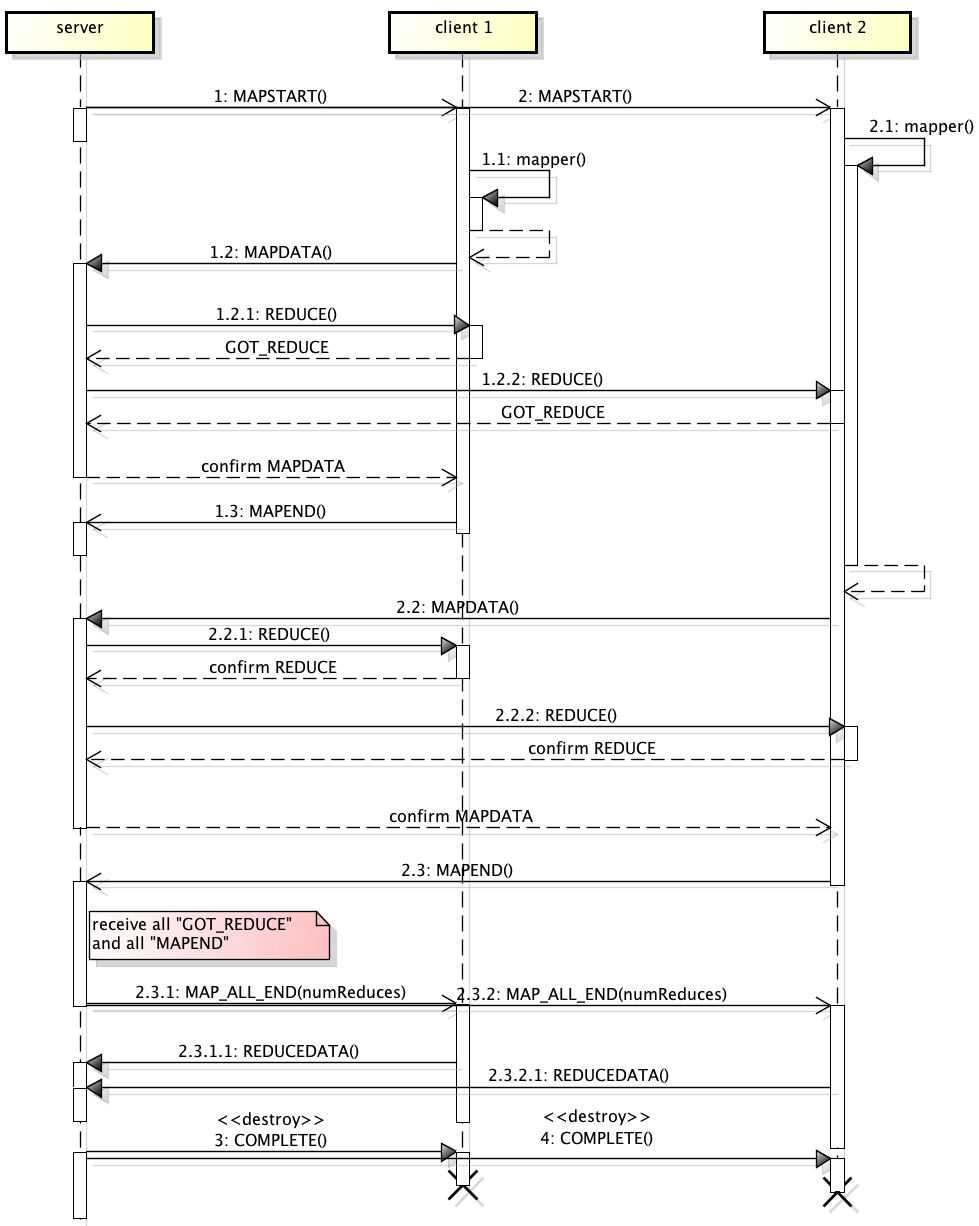 server
client 1
client 2
1: MAPSTART()
2: MAPSTART()
2.1: mapper()
1.1: mapper()
1.2: MAPDATA()
1.2.1: REDUCE()
GOT_REDUCE
1.2.2: REDUCE()
GOT_REDUCE
confirm MAPDATA
1.3: MAPEND()
2.2: MAPDATA()
2.2.1: REDUCE()
confirm REDUCE
2.2.2: REDUCE()
confirm REDUCE
confirm MAPDATA
2.3: MAPEND()
receive all "GOT_REDUCE"
and all "MAPEND"
2.3.1: MAP_ALL_END(numReduces)
2.3.2: MAP_ALL_END(numReduces)
2.3.1.1: REDUCEDATA()
2.3.2.1: REDUCEDATA()
<<destroy>>
3: COMPLETE()
<<destroy>>
4: COMPLETE()